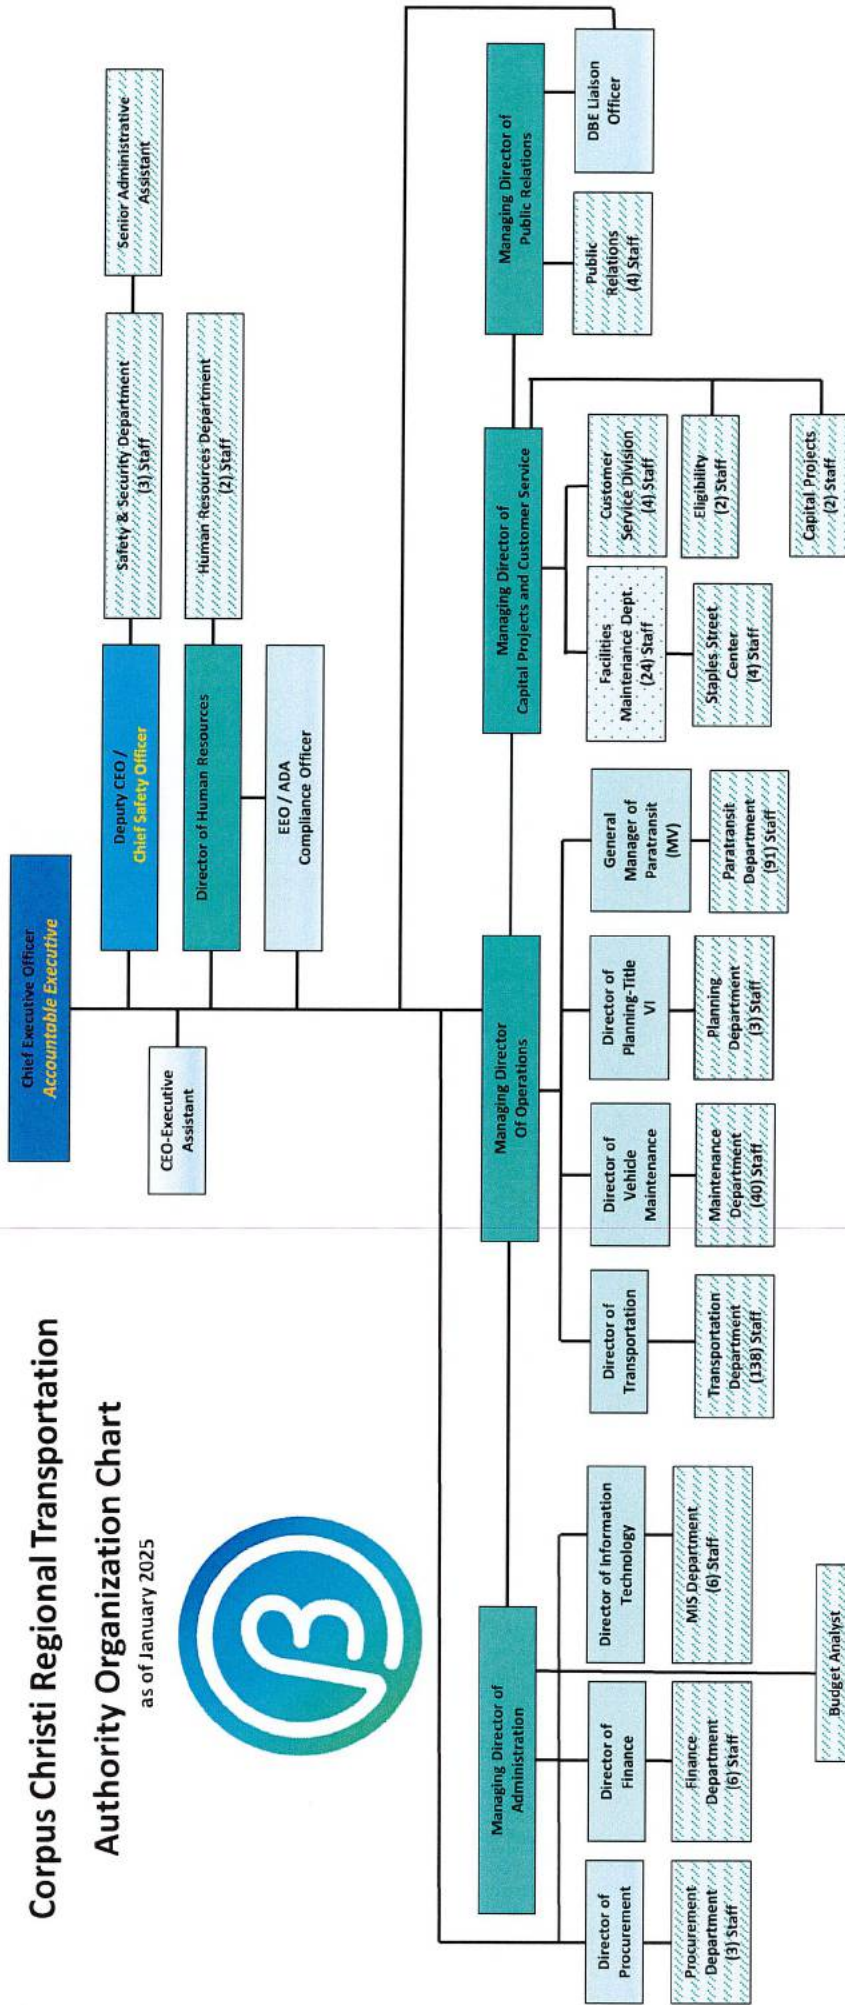 Corpus Christi Regional Transportation
Authority Organization Chart
as of January 2025
Chief Executive Officer
Accountable Executive
CEO-Executive
Assistant
Deputy CEO /
Chief Safety Officer
Safety & Security Department
(3) Staff
Senior Administrative
Assistant
Director of Human Resources
Human Resources Department
(2) Staff
EEO / ADA
Compliance Officer
Managing Director of
Administration
Managing Director
Of Operations
Managing Director of
Capital Projects and Customer Service
Managing Director of
Public Relations
Director of
Procurement
Procurement
Department
(3) Staff
Director of
Finance
Finance
Department
(6) Staff
Director of Information
Technology
MIS Department
(6) Staff
Budget Analyst
Director of
Transportation
Transportation
Department
(138) Staff
Director of
Vehicle
Maintenance
Maintenance
Department
(40) Staff
Director of
Planning-Title
VI
Planning
Department
(3) Staff
General
Manager of
Paratransit
(MV)
Paratransit
Department
(91) Staff
Facilities
Maintenance Dept.
(24) Staff
Staples Street
Center
(4) Staff
Customer
Service Division
(4) Staff
Eligibility
(2) Staff
Capital Projects
(2) Staff
Public
Relations
(4) Staff
DBE Liaison
Officer